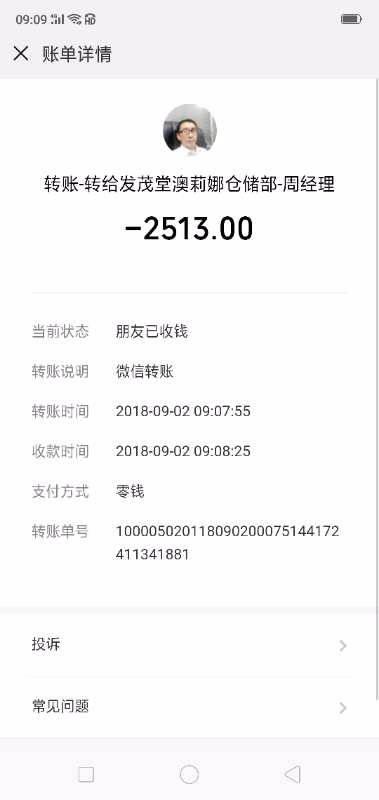 09:09
账单详情
转账-转给发茂堂澳莉娜仓储部-周经理
-2513.00
当前状态 朋友已收钱
转账说明 微信转账
转账时间 2018-09-02 09:07:55
收款时间 2018-09-02 09:08:25
支付方式 零钱
转账单号 100005020118090200075144172
411341881
投诉
常见问题